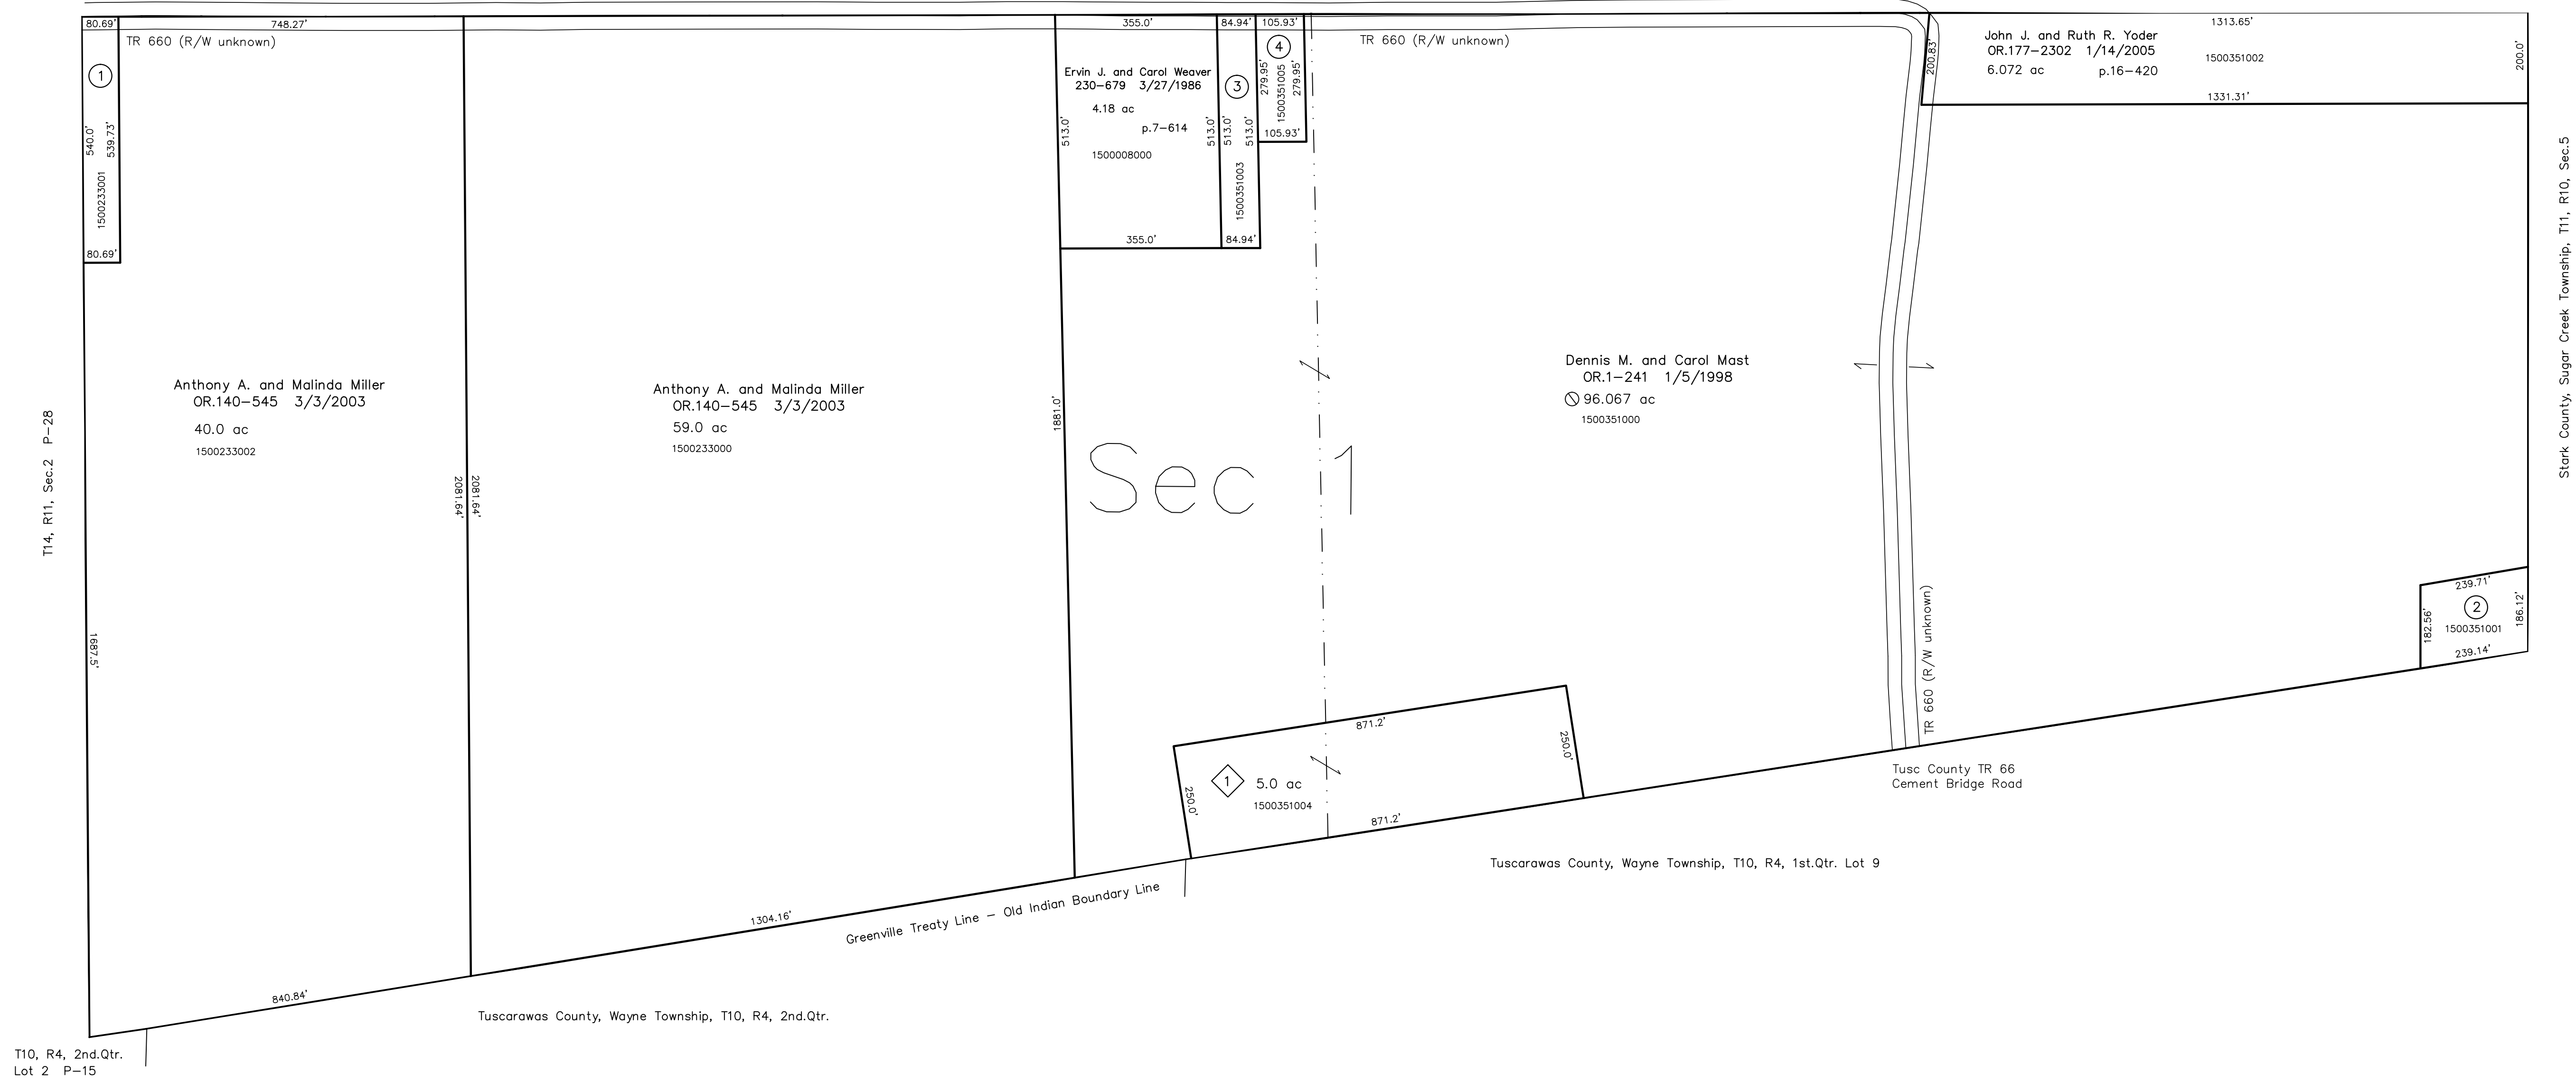 80.69'
748.27'
355.0'
84.94'
105.93'
1313.65'
TR 660 (R/W unknown)
TR 660 (R/W unknown)
1
540.0'
539.73'
1500233001
80.69'
Ervin J. and Carol Weaver
230-679 3/27/1986
4.18 ac
p.7-614
1500008000
513.0'
513.0'
355.0'
3
513.0'
513.0'
1500351003
84.94'
4
279.95'
1500351005
279.95'
105.93'
200.83'
John J. and Ruth R. Yoder
OR.177-2302 1/14/2005
6.072 ac p.16-420
1500351002
200.0'
1331.31'
Stark County, Sugar Creek Township, T11, R10, Sec.5
T14, R11, Sec.2 P-28
Anthony A. and Malinda Miller
OR.140-545 3/3/2003
40.0 ac
1500233002
Anthony A. and Malinda Miller
OR.140-545 3/3/2003
59.0 ac
1500233000
Dennis M. and Carol Mast
OR.1-241 1/5/1998
96.067 ac
1500351000
1881.0'
Sec 1
2081.64'
2081.64'
1687.5'
TR 660 (R/W unknown)
239.71'
2
1500351001
182.56'
186.12'
239.14'
871.2'
250.0'
250.0'
1
5.0 ac
1500351004
871.2'
Tusc County TR 66
Cement Bridge Road
Tuscarawas County, Wayne Township, T10, R4, 1st.Qtr. Lot 9
1304.16'
Greenville Treaty Line - Old Indian Boundary Line
840.84'
Tuscarawas County, Wayne Township, T10, R4, 2nd.Qtr.
T10, R4, 2nd.Qtr.
Lot 2 P-15